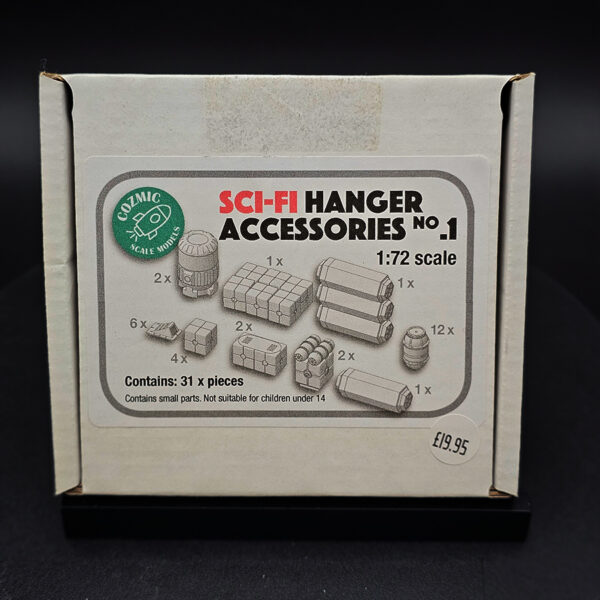 COZMIC
SCALE MODELS
SCI-FI HANGER
ACCESSORIES NO.1
1:72 scale
2 x
1 x
1 x
6 x
4 x
2 x
2 x
12 x
1 x
Contains: 31 x pieces
Contains small parts. Not suitable for children under 14
£19.95